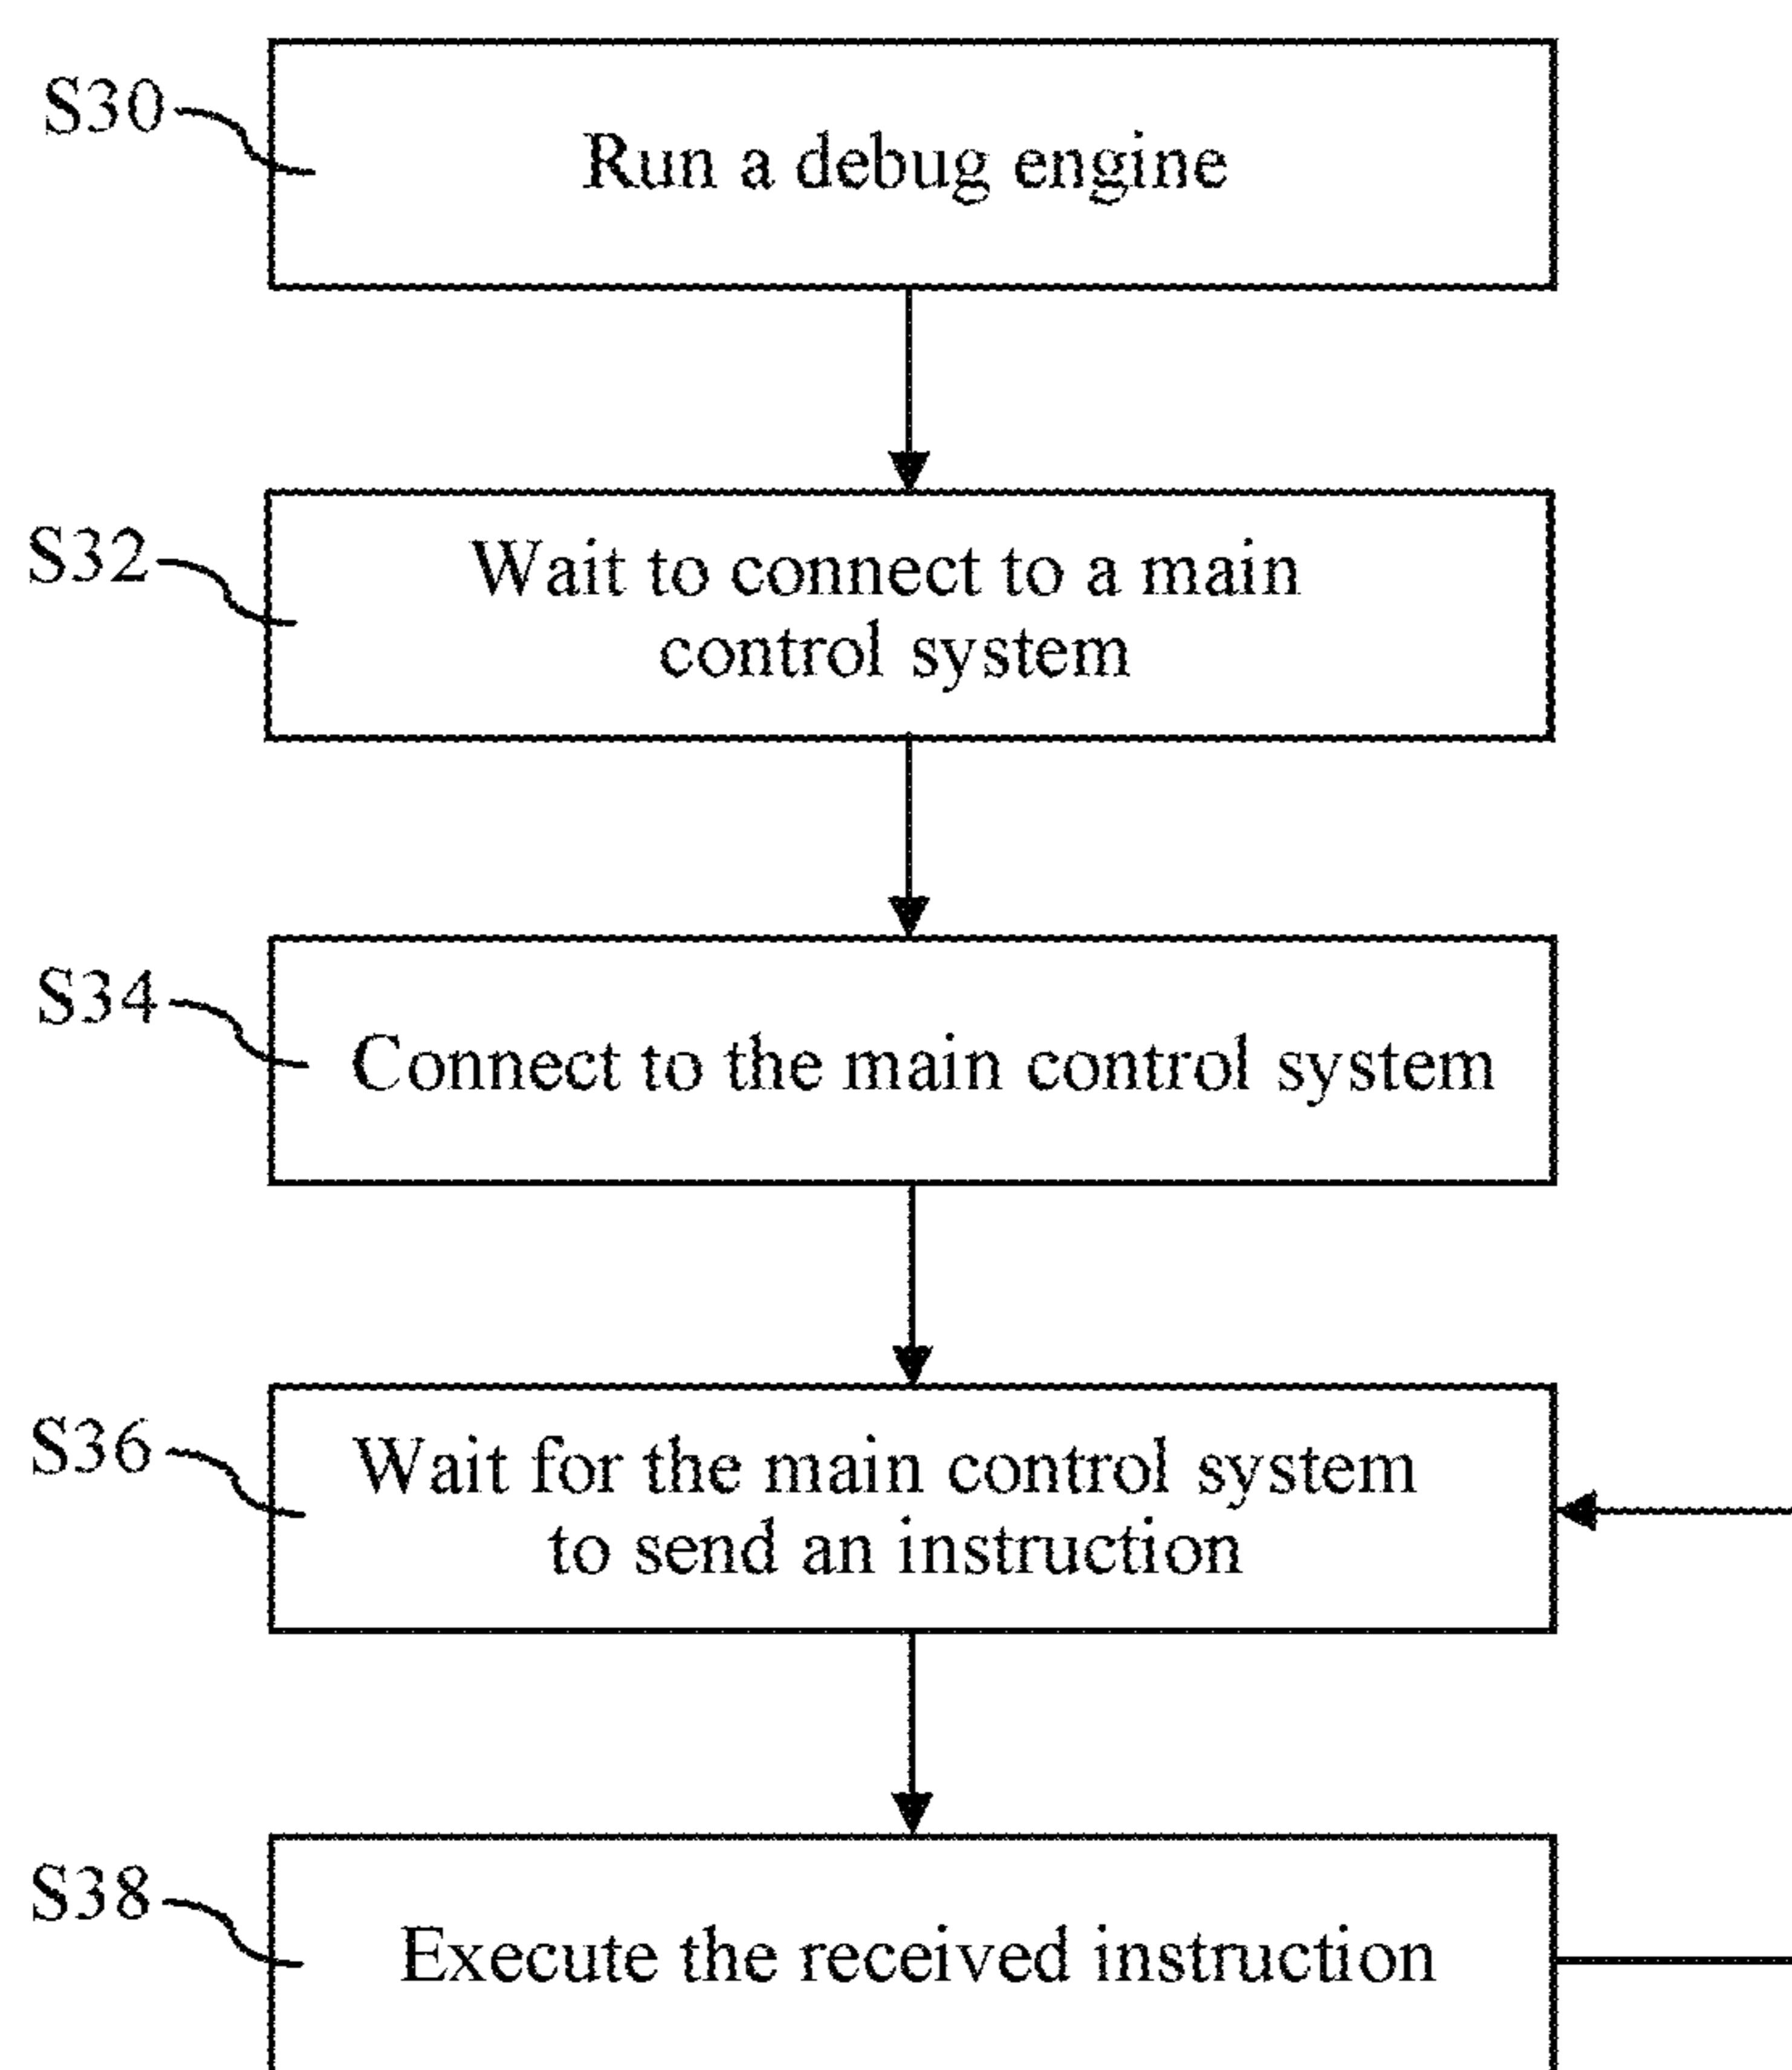 S30
Run a debug engine
S32
Wait to connect to a main
control system
S34
Connect to the main control system
S36
Wait for the main control system
to send an instruction
S38
Execute the received instruction